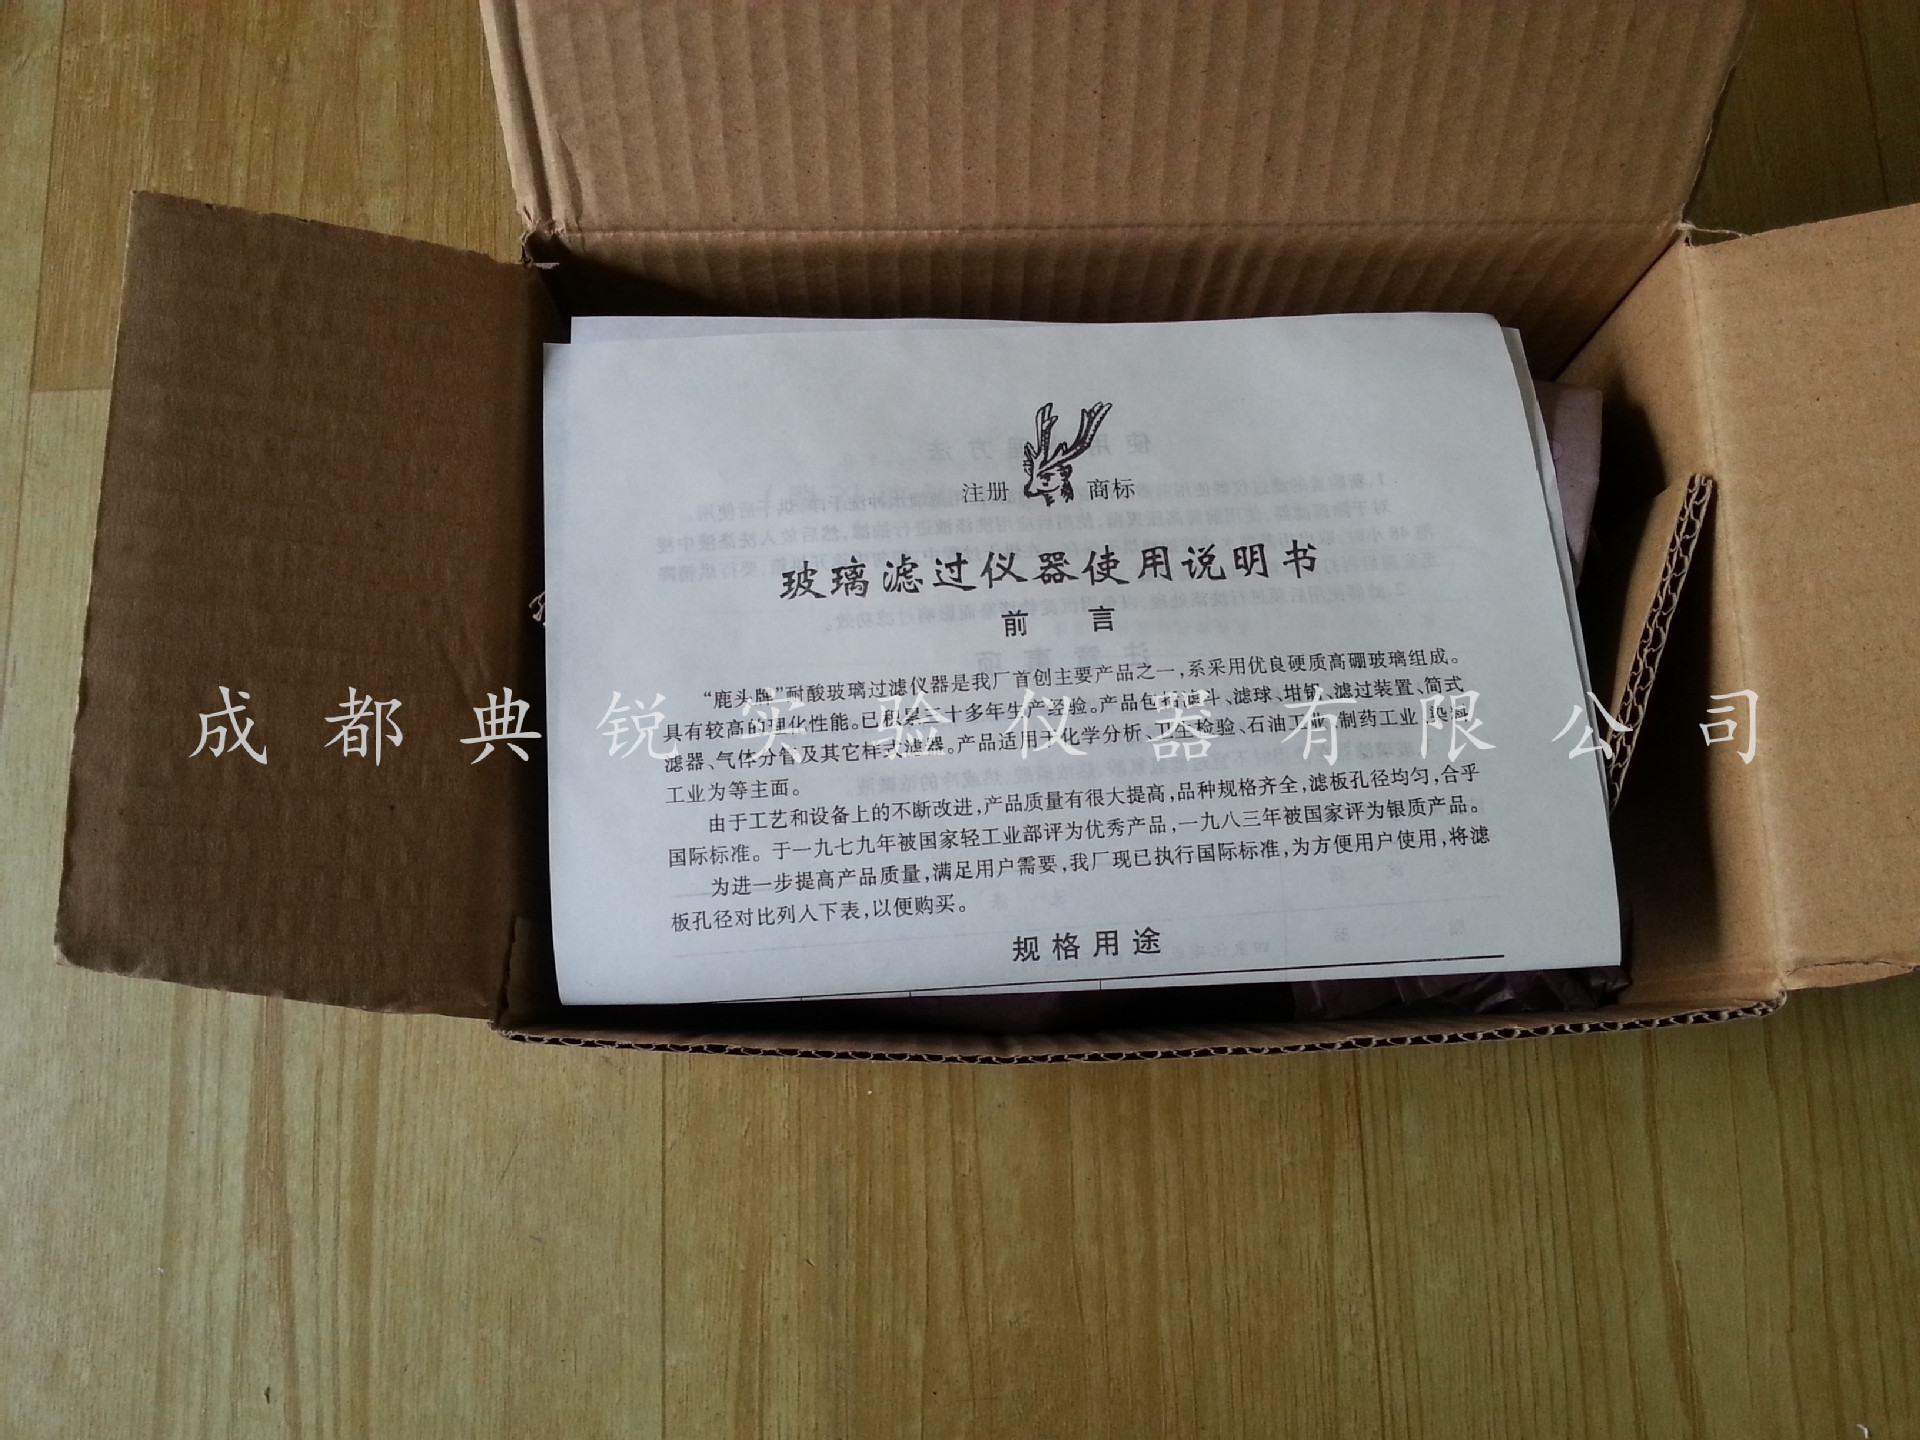 注册 商标
玻璃滤过仪器使用说明书
前 言
“鹿头牌”耐酸玻璃过滤仪器是我厂首创主要产品之一，系采用优良硬质高硼玻璃组成。
具有较高的理化性能。已积累三十多年生产经验。产品包括滤斗、滤球、坩埚、滤过装置、筒式
滤器、气体分管及其它样式滤器。产品适用于化学分析、卫生检验、石油工业、制药工业、染料
工业为等主面。
由于工艺和设备上的不断改进，产品质量有很大提高，品种规格齐全，滤板孔径均匀，合乎
国际标准。于一九七九年被国家轻工业部评为优秀产品，一九八三年被国家评为银质产品。
为进一步提高产品质量，满足用户需要，我厂现已执行国际标准，为方便用户使用，将滤
板孔径对比列入下表，以便购买。
规格用途
成都典锐实验仪器有限公司